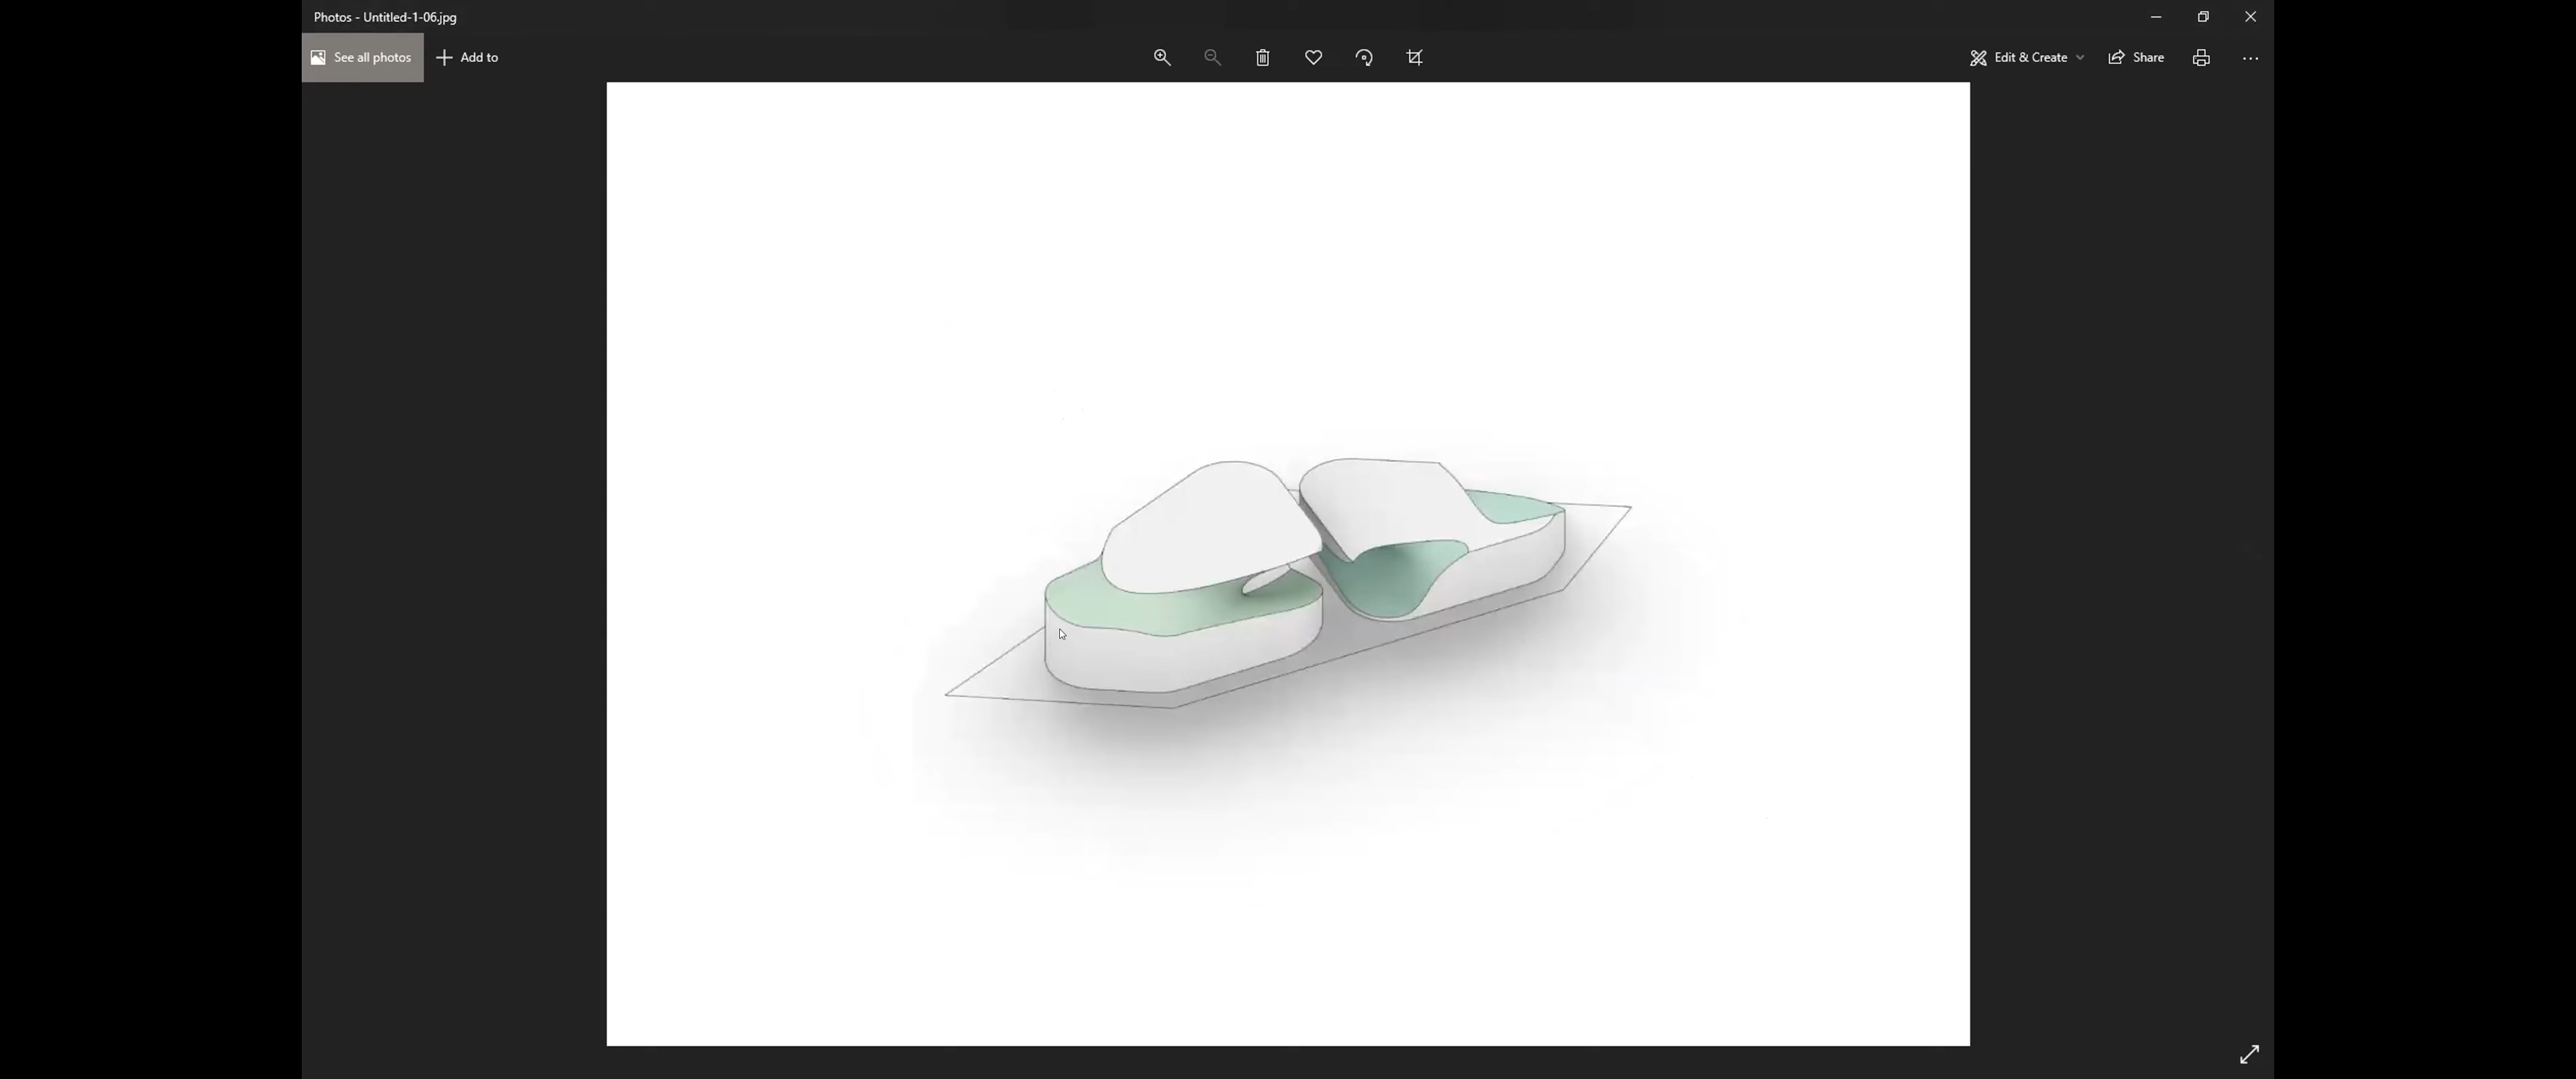 Photos - Untitled-1-06.jpg
See all photos
Add to
Edit & Create
Share